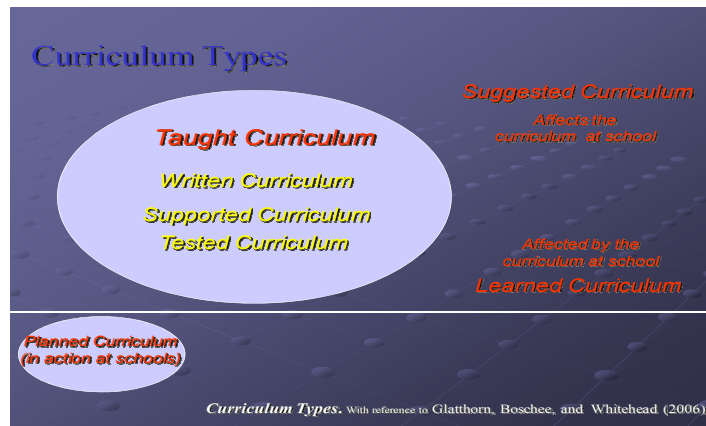 Curriculum Types
Suggested Curriculum
Affects the
curriculum at school
Taught Curriculum
Written Curriculum
Supported Curriculum
Tested Curriculum
Affected by the
curriculum at school
Learned Curriculum
Planned Curriculum
(in action at schools)
Curriculum Types. With reference to Glatthorn, Boschee, and Whitehead (2006)